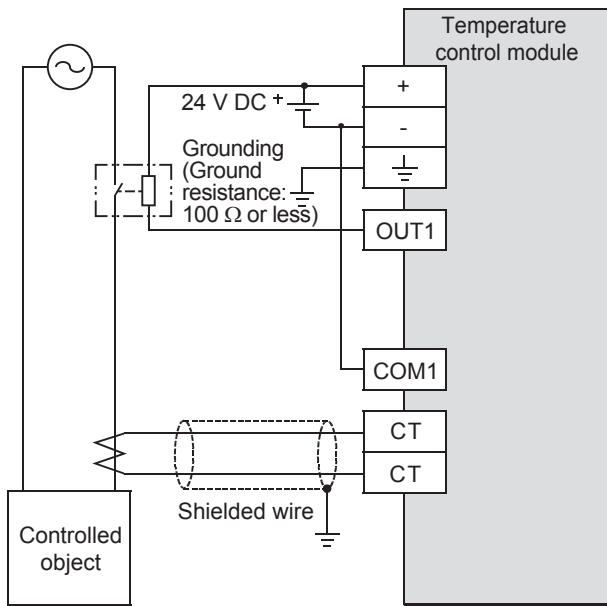 Temperature
control module
+
24 V DC +
-
Grounding
(Ground
resistance:
100 Ω or less)
OUT1
COM1
CT
CT
Shielded wire
Controlled
object